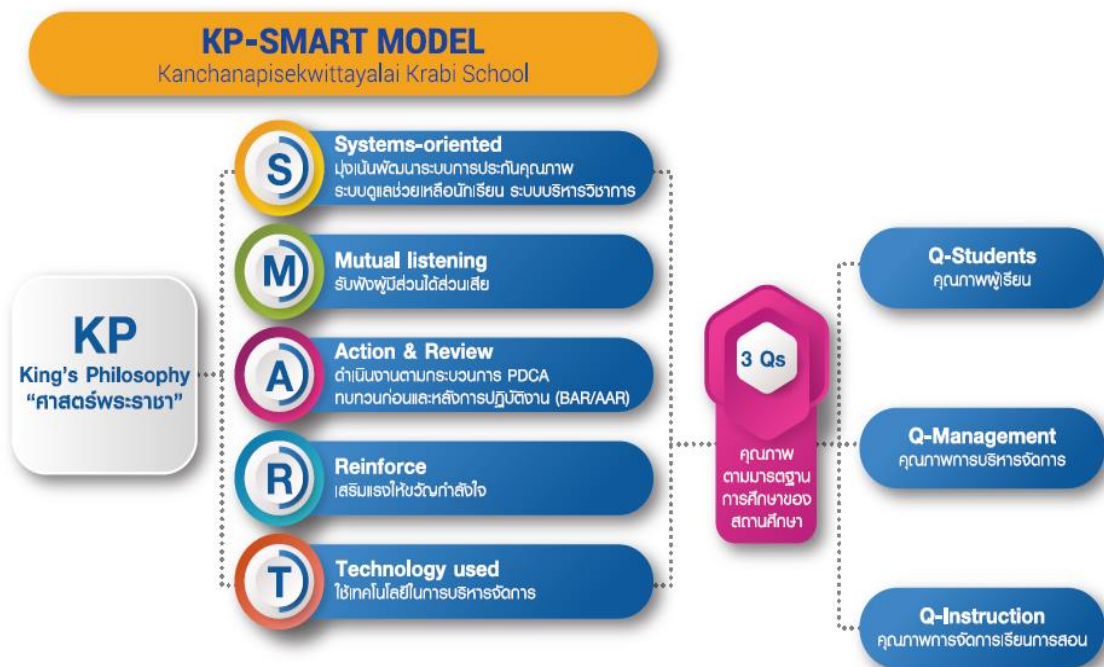 KP-SMART MODEL
Kanchanapisekwittayalai Krabi School
KP
King's Philosophy
“ศาสตร์พระราชา”
S
Systems-oriented
มุ่งเน้นพัฒนาระบบการประกันคุณภาพ
ระบบดูแลช่วยเหลือนักเรียน ระบบบริหารวิชาการ
M
Mutual listening
รับฟังผู้มีส่วนได้ส่วนเสีย
A
Action & Review
ดำเนินงานตามกระบวนการ PDCA
ทบทวนก่อนและหลังการปฏิบัติงาน (BAR/AAR)
R
Reinforce
เสริมแรงให้ขวัญกำลังใจ
T
Technology used
ใช้เทคโนโลยีในการบริหารจัดการ
3 Qs
คุณภาพ
ตามมารตฐาน
การศึกษาของ
สถานศึกษา
Q-Students
คุณภาพผู้เรียน
Q-Management
คุณภาพการบริหารจัดการ
Q-Instruction
คุณภาพการจัดการเรียนการสอน